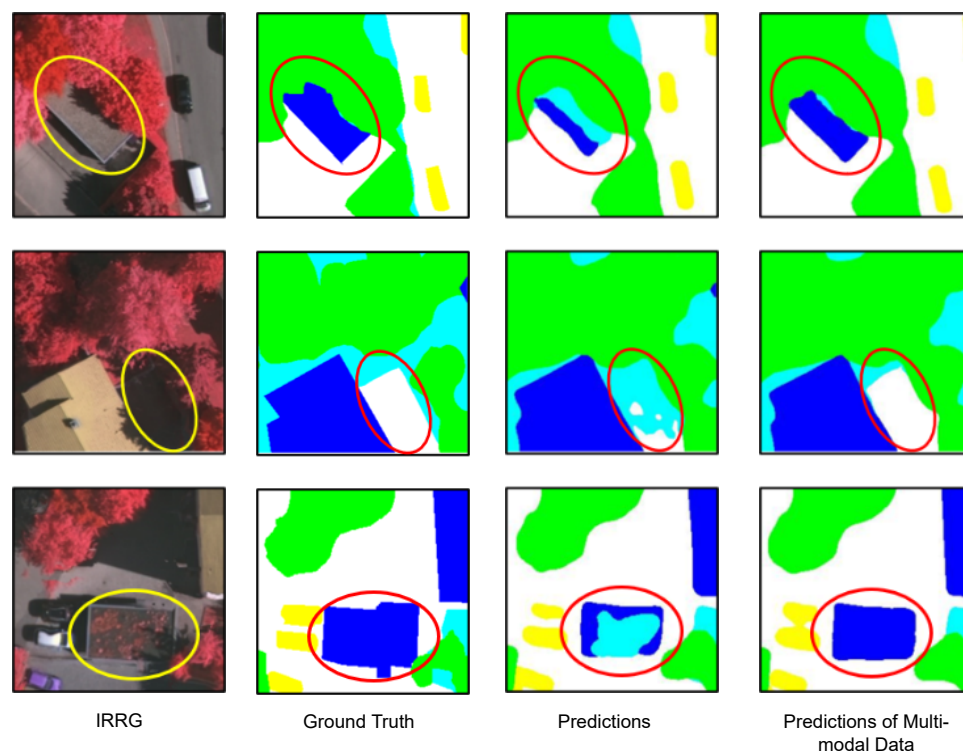 IRRG
Ground Truth
Predictions
Predictions of Multi-
modal Data